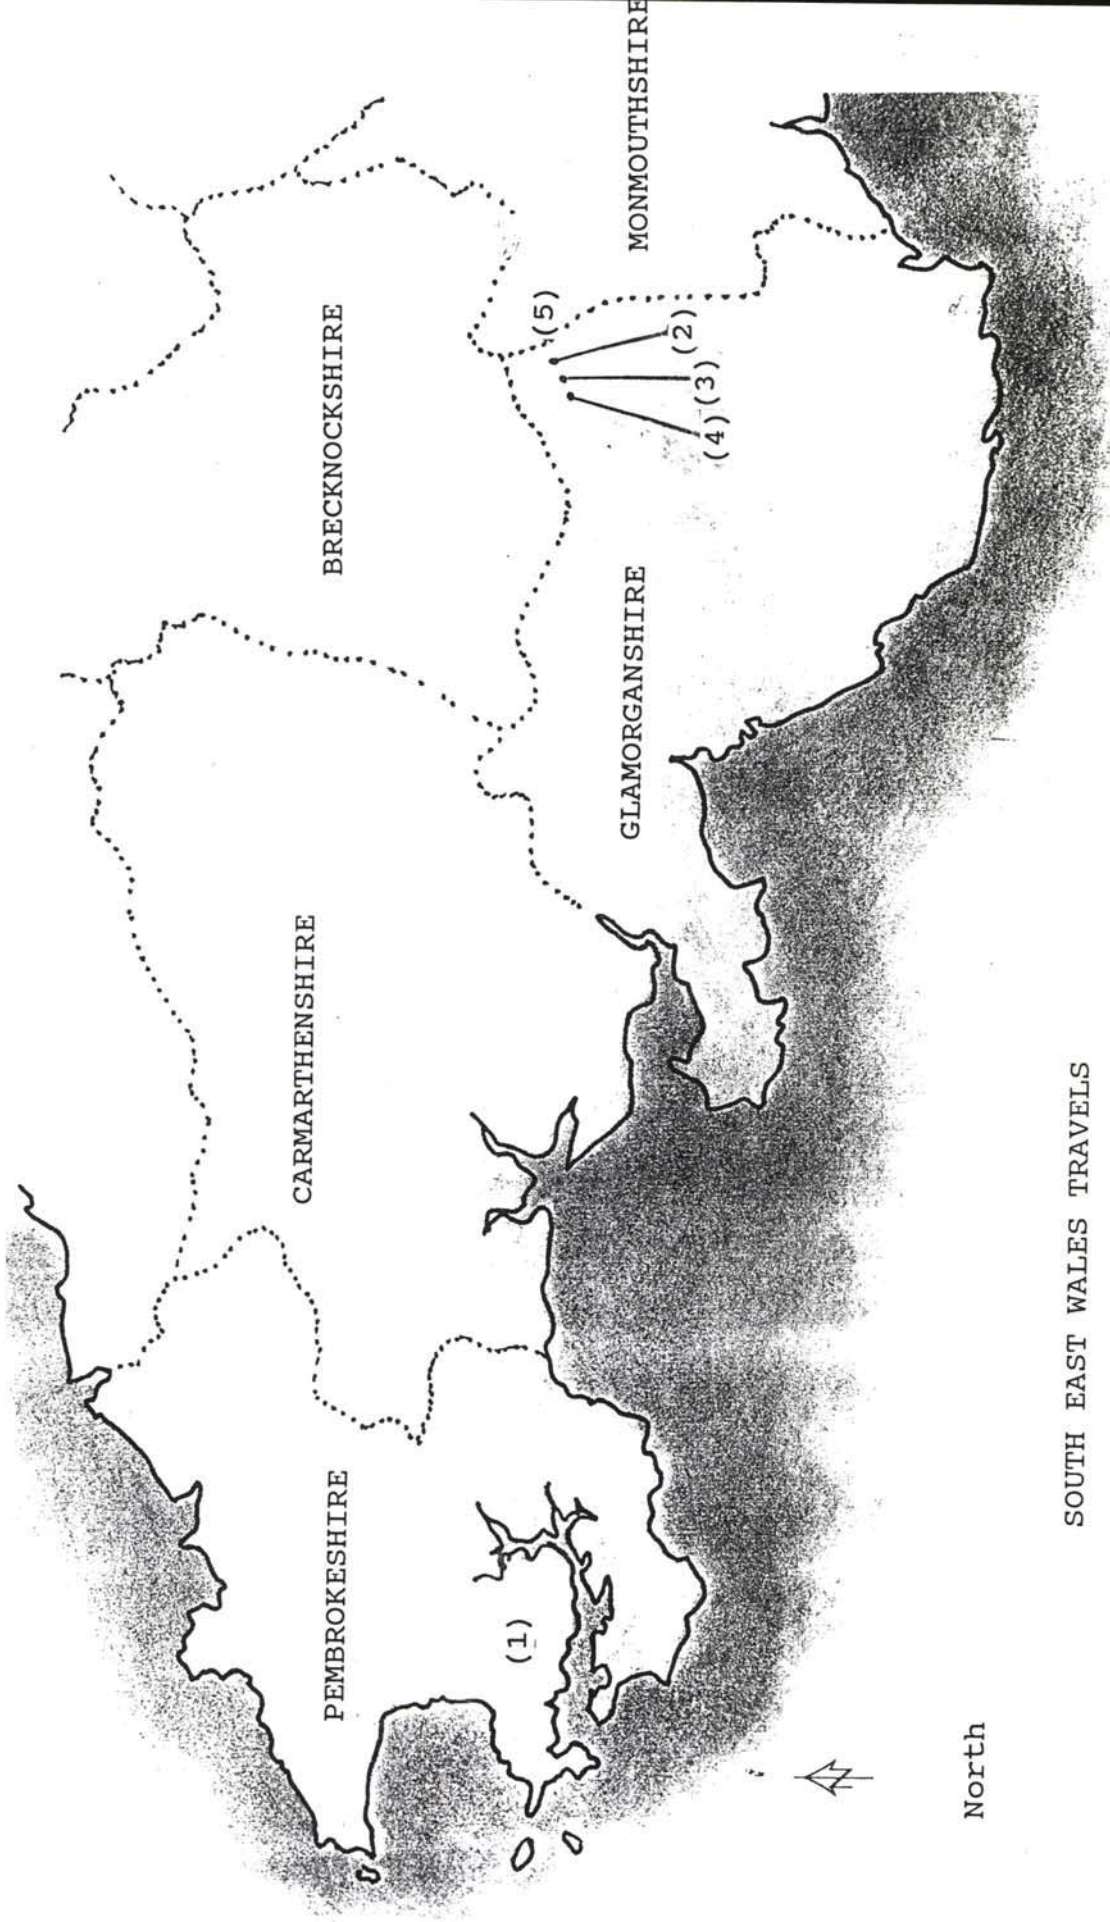 PEMBROKESHIRE
CARMARTHENSHIRE
BRECKNOCKSHIRE
MONMOUTHSHIRE
GLAMORGANSHIRE
(1)
(5)
(4)
(3)
(2)
North
SOUTH EAST WALES TRAVELS